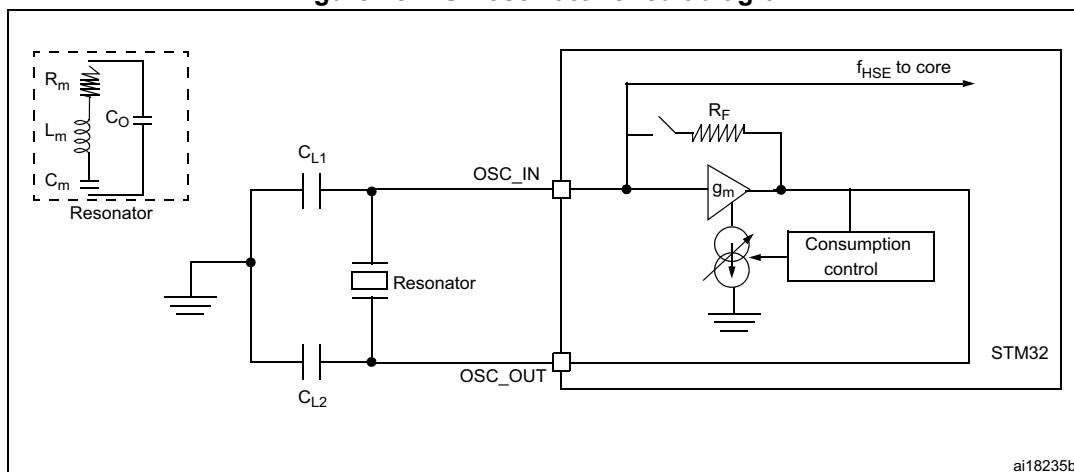 fHSE to core
Rm
RF
CO
Lm
CL1
OSC_IN
Cm
gm
Resonator
Consumption
control
Resonator
STM32
OSC_OUT
CL2
ai18235b